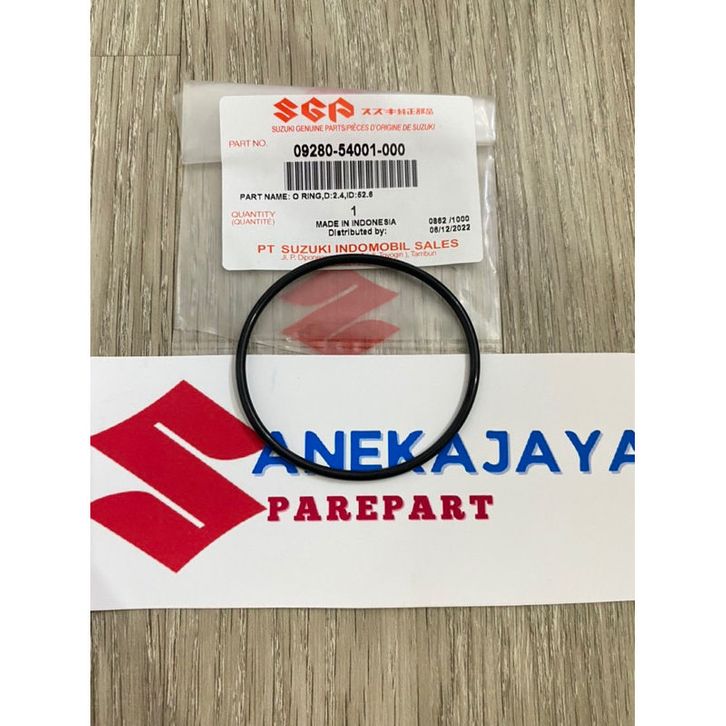 SGP スズキ純正部品
SUZUKI GENUINE PARTS/PIÈCES D'ORIGINE DE SUZUKI
PART NO. 09280-54001-000
PART NAME: O RING,D:2.4,ID:52.6
QUANTITY 1
(QUANTITÉ) MADE IN INDONESIA 0862 /1000
Distributed by: 06/12/2022
PT SUZUKI INDOMOBIL SALES
Jl. P. Tambun
ANEKAJAYA
PAREPART